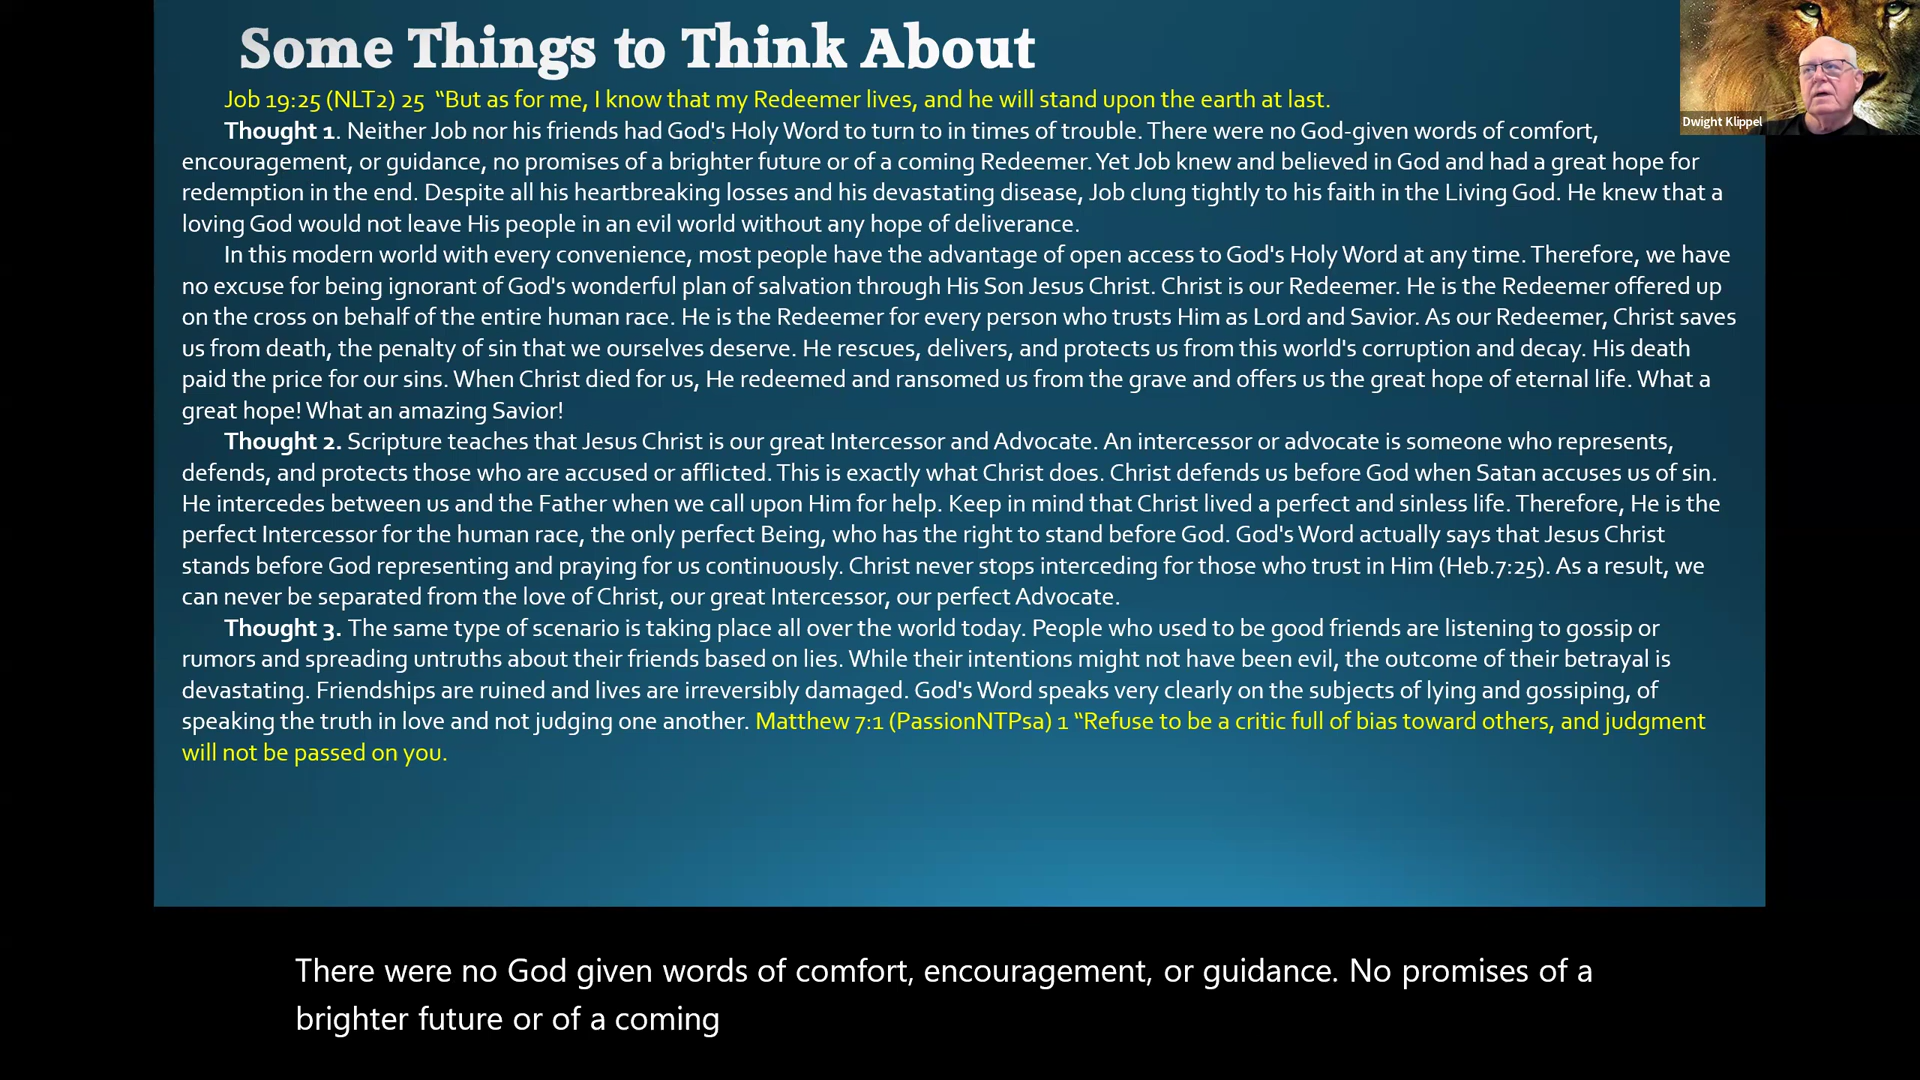 Some Things to Think About
Job 19:25 (NLT2) 25 “But as for me, I know that my Redeemer lives, and he will stand upon the earth at last.
Thought 1. Neither Job nor his friends had God's Holy Word to turn to in times of trouble. There were no God-given words of comfort,
encouragement, or guidance, no promises of a brighter future or of a coming Redeemer. Yet Job knew and believed in God and had a great hope for
redemption in the end. Despite all his heartbreaking losses and his devastating disease, Job clung tightly to his faith in the Living God. He knew that a
loving God would not leave His people in an evil world without any hope of deliverance.
In this modern world with every convenience, most people have the advantage of open access to God's Holy Word at any time. Therefore, we have
no excuse for being ignorant of God's wonderful plan of salvation through His Son Jesus Christ. Christ is our Redeemer. He is the Redeemer offered up
on the cross on behalf of the entire human race. He is the Redeemer for every person who trusts Him as Lord and Savior. As our Redeemer, Christ saves
us from death, the penalty of sin that we ourselves deserve. He rescues, delivers, and protects us from this world's corruption and decay. His death
paid the price for our sins. When Christ died for us, He redeemed and ransomed us from the grave and offers us the great hope of eternal life. What a
great hope! What an amazing Savior!
Thought 2. Scripture teaches that Jesus Christ is our great Intercessor and Advocate. An intercessor or advocate is someone who represents,
defends, and protects those who are accused or afflicted. This is exactly what Christ does. Christ defends us before God when Satan accuses us of sin.
He intercedes between us and the Father when we call upon Him for help. Keep in mind that Christ lived a perfect and sinless life. Therefore, He is the
perfect Intercessor for the human race, the only perfect Being, who has the right to stand before God. God's Word actually says that Jesus Christ
stands before God representing and praying for us continuously. Christ never stops interceding for those who trust in Him (Heb.7:25). As a result, we
can never be separated from the love of Christ, our great Intercessor, our perfect Advocate.
Thought 3. The same type of scenario is taking place all over the world today. People who used to be good friends are listening to gossip or
rumors and spreading untruths about their friends based on lies. While their intentions might not have been evil, the outcome of their betrayal is
devastating. Friendships are ruined and lives are irreversibly damaged. God's Word speaks very clearly on the subjects of lying and gossiping, of
speaking the truth in love and not judging one another. Matthew 7:1 (PassionNTPsa) 1 “Refuse to be a critic full of bias toward others, and judgment
will not be passed on you.
Dwight Klippel
There were no God given words of comfort, encouragement, or guidance. No promises of a
brighter future or of a coming